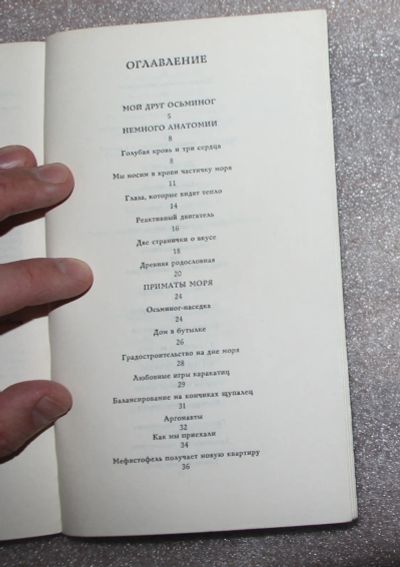 ОГЛАВЛЕНИЕ
МОЙ ДРУГ ОСЬМИНОГ
5
НЕМНОГО АНАТОМИИ
8
Голубая кровь и три сердца
8
Мы носим в крови частичку моря
11
Глаза, которые видят тепло
14
Реактивный двигатель
16
Две странички о вкусе
18
Древняя родословная
20
ПРИМАТЫ МОРЯ
24
Осьминог-наседка
24
Дом в бутылке
26
Градостроительство на дне моря
28
Любовные игры каракатиц
29
Балансирование на кончиках щупалец
31
Аргонавты
32
Как мы приехали
34
Мефистофель получает новую квартиру
36